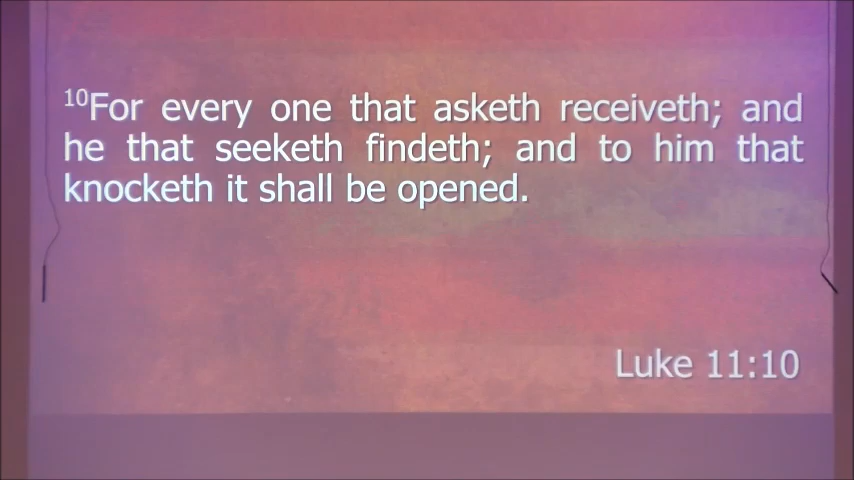 ¹⁰For every one that asketh receiveth; and
he that seeketh findeth; and to him that
knocketh it shall be opened.
Luke 11:10